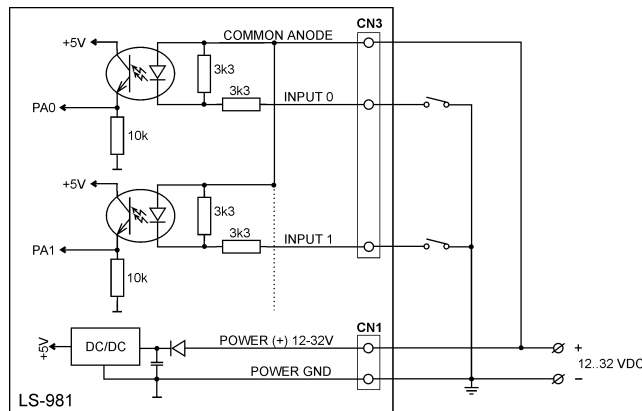 CN3
COMMON ANODE
+5V
3k3
3k3
INPUT 0
PA0
10k
+5V
3k3
3k3
INPUT 1
PA1
10k
CN1
POWER (+) 12-32V
+5V
DC/DC
+
12..32 VDC
POWER GND
−
LS-981